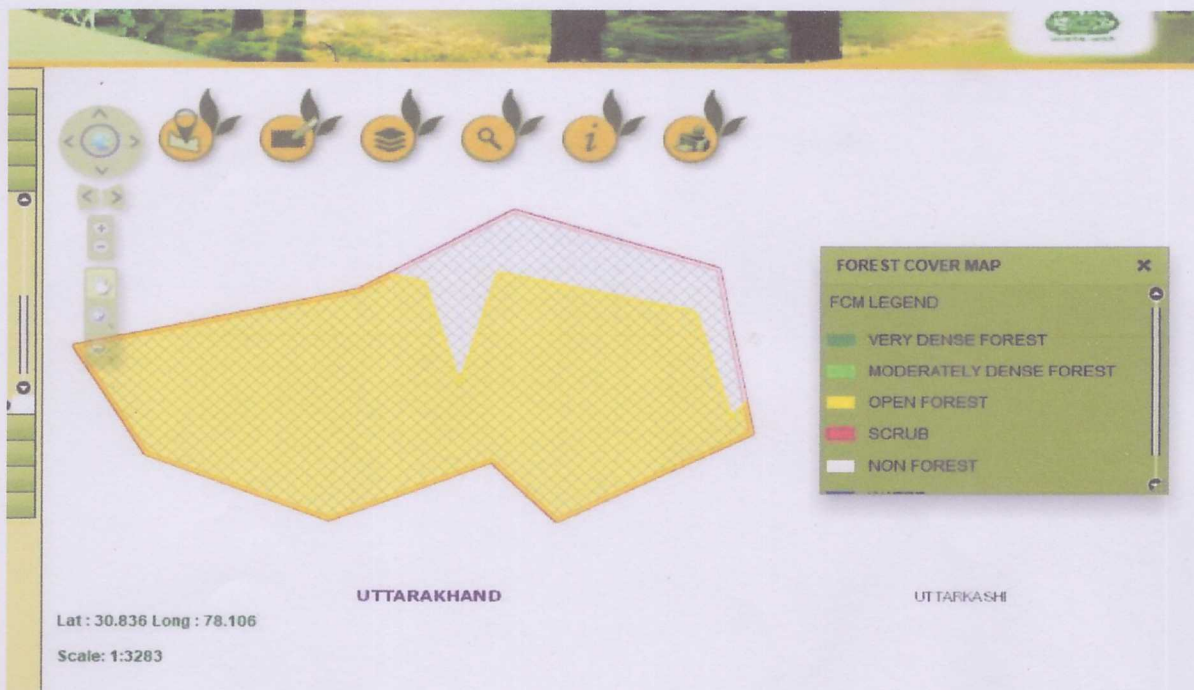 FOREST COVER MAP
FCM LEGEND
VERY DENSE FOREST
MODERATELY DENSE FOREST
OPEN FOREST
SCRUB
NON FOREST
UTTARAKHAND
UTTARKASHI
Lat : 30.836 Long : 78.106
Scale: 1:3283